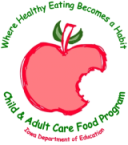 Where Healthy Eating Becomes a Habit
Child & Adult Care Food Program
Iowa Department of Education